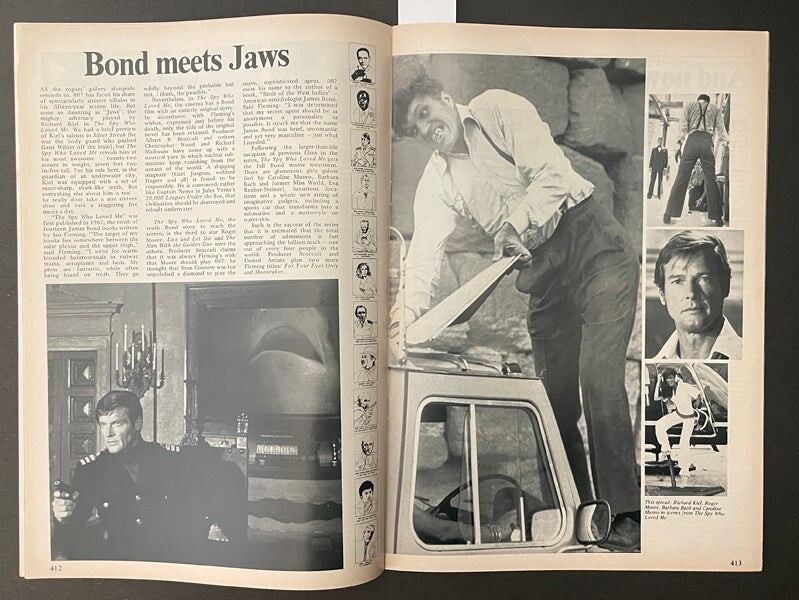 Bond meets Jaws
AS the rogues' gallery alongside
reminds us, 007 has faced his share
of spectacularly sinister villains in
his fifteen-year screen life. But
none so daunting as "Jaws", the
mighty adversary played by
Richard Kiel in The Spy Who
Loved Me. We had a brief preview
of Kiel's talents in Silver Streak (he
was the body guard who pushed
Gene Wilder off the train), but The
Spy Who Loved Me reveals him at
his most awesome — twenty-two
stones in weight, seven feet two
inches tall. For his role here, as the
guardian of an underwater city,
Kiel was equipped with a set of
razor-sharp, shark-like teeth. But
everything else about him is real —
he really does take a size sixteen
shoe and eats a staggering six
meals a day.
"The Spy Who Loved Me" was
first published in 1962, the tenth of
fourteen James Bond books written
by Ian Fleming. "The target of my
books lies somewhere between the
solar plexus and the upper thigh,"
said Fleming. "I write for warm-
blooded heterosexuals in railway
trains, aeroplanes and beds. My
plots are fantastic, while often
being based on truth. They go
wildly beyond the probable but
not, I think, the possible."
Nevertheless, in The Spy Who
Loved Me, the cinema has a Bond
film with an entirely original story.
In accordance with Fleming's
wishes, expressed just before his
death, only the title of the original
novel has been retained. Producer
Albert R Broccoli and writers
Christopher Wood and Richard
Maibaum have come up with a
nautical yarn in which nuclear sub-
marines keep vanishing from the
oceans of the world. A shipping
magnate (Curt Jurgens, webbed
fingers and all) is found to be
responsible. He is convinced, rather
like Captain Nemo in Jules Verne's
20,000 Leagues Under the Sea, that
civilisation should be destroyed and
rebuilt underwater.
The Spy Who Loved Me, the
tenth Bond story to reach the
screen, is the third to star Roger
Moore. Live and Let Die and The
Man With the Golden Gun were the
others. Producer Broccoli claims
that it was always Fleming's wish
that Moore should play 007: he
thought that Sean Connery was too
unpolished a diamond to play the
suave, sophisticated agent. 007
owes his name to the author of a
book, "Birds of the West Indies" —
American ornithologist James Bond.
Said Fleming: "I was determined
that my secret agent should be as
anonymous a personality as
possible. It struck me that the name
James Bond was brief, unromantic
and yet very masculine — just what
I needed."
Following the larger-than-life
escapism of previous films in the
series, The Spy Who Loved Me gets
the full Bond movie treatment.
There are glamorous girls galore
(led by Caroline Munro, Barbara
Bach and former Miss World, Eva
Rueber-Staier), luxurious loca-
tions and a whole new string of
imaginative gadgets, including a
sports car that transforms into a
submarine and a motorcycle on
water-skis.
Such is the success of the series
that it is estimated that the total
number of admissions is fast
approaching the billion mark — one
out of every four people in the
world. Producer Broccoli and
United Artists plan two more
Fleming titles: For Your Eyes Only
and Moonraker.
This spread: Richard Kiel, Roger
Moore, Barbara Bach and Caroline
Munro in scenes from The Spy Who
Loved Me
412
413